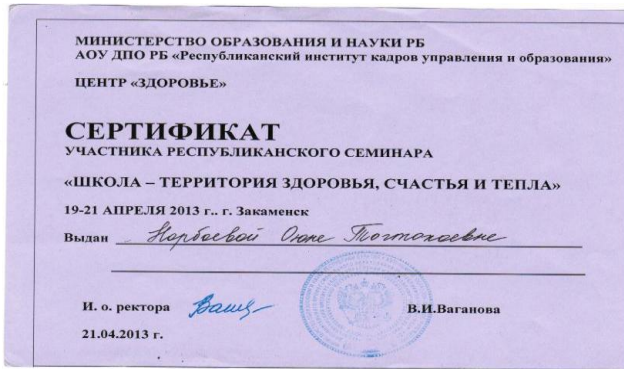 МИНИСТЕРСТВО ОБРАЗОВАНИЯ И НАУКИ РБ
АОУ ДПО РБ «Республиканский институт кадров управления и образования»
ЦЕНТР «ЗДОРОВЬЕ»
СЕРТИФИКАТ
УЧАСТНИКА РЕСПУБЛИКАНСКОГО СЕМИНАРА
«ШКОЛА – ТЕРРИТОРИЯ ЗДОРОВЬЯ, СЧАСТЬЯ И ТЕПЛА»
19-21 АПРЕЛЯ 2013 г.. г. Закаменск
Выдан Норбоевой Оюне Тогтохоевне
И. о. ректора В.И.Ваганова
21.04.2013 г.